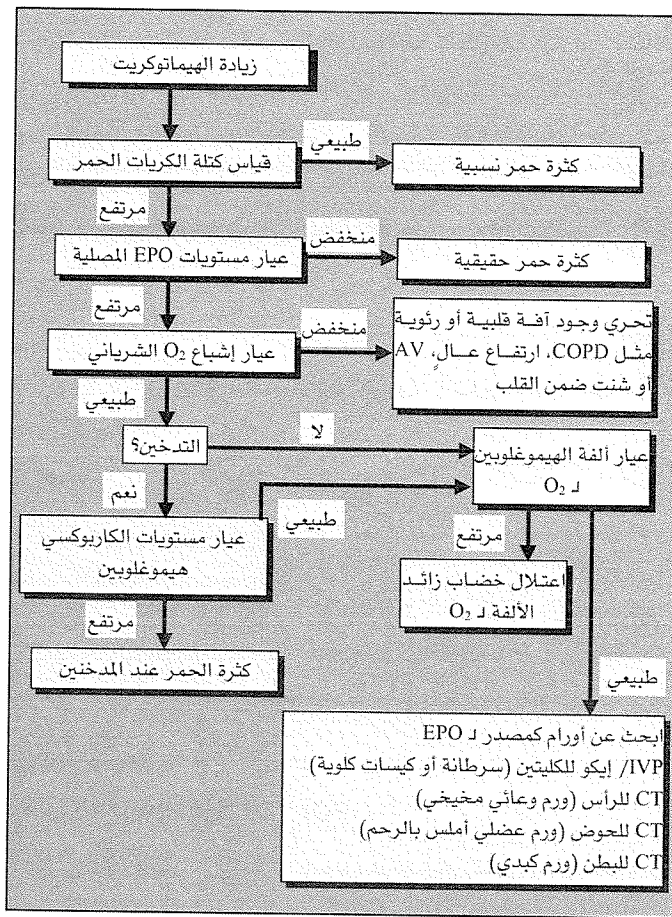 زيادة الهيماتوكريت
طبيعي
قياس كتلة الكريات الحمر
كثرة حمر نسبية
مرتفع
منخفض
عيار مستويات EPO المصلية
كثرة حمر حقيقية
مرتفع
عيار إشباع O₂ الشرياني
منخفض
تحري وجود آفة قلبية أو رئوية
مثل COPD، ارتفاع عالٍ، AV
أو شنت ضمن القلب
طبيعي
التدخين؟
لا
عيار ألفة الهيموغلوبين
لـ O₂
نعم
عيار مستويات الكاربوكسي
هيموغلوبين
طبيعي
مرتفع
اعتلال خضاب زائد
الألفة لـ O₂
مرتفع
كثرة الحمر عند المدخنين
طبيعي
ابحث عن أورام كمصدر لـ EPO
IVP/ إيكو للكليتين (سرطانة أو كيسات كلوية)
CT للرأس (ورم وعائي مخيخي)
CT للحوض (ورم عضلي أملس بالرحم)
CT للبطن (ورم كبدي)